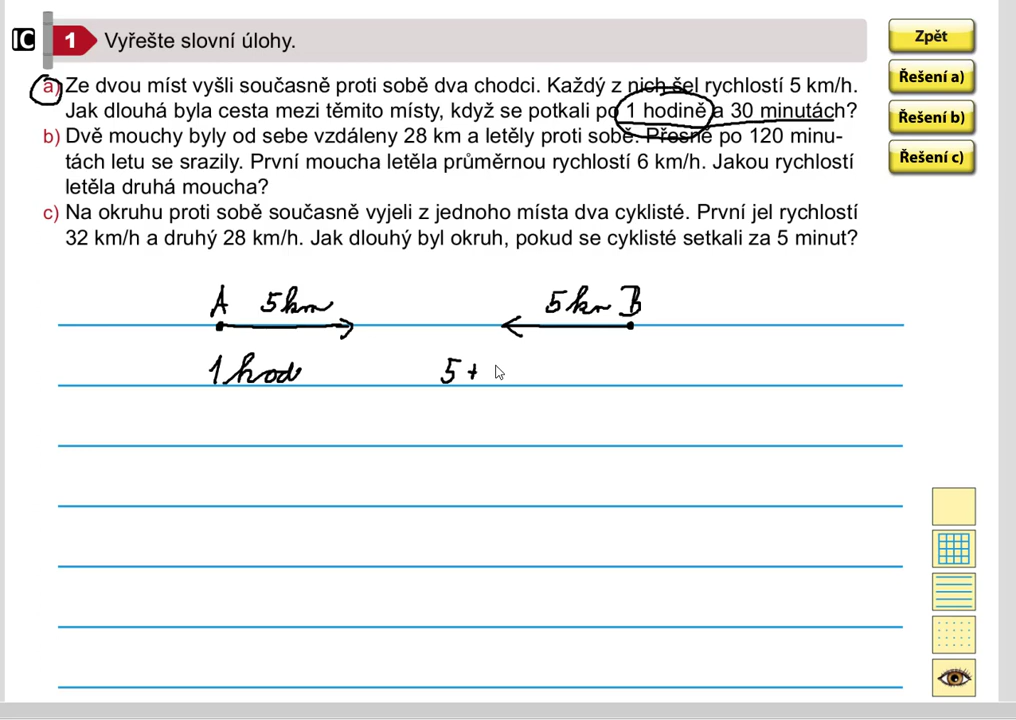 IC
1 Vyřešte slovní úlohy.
Zpět
Řešení a)
Řešení b)
Řešení c)
a) Ze dvou míst vyšli současně proti sobě dva chodci. Každý z nich šel rychlostí 5 km/h.
Jak dlouhá byla cesta mezi těmito místy, když se potkali po 1 hodině a 30 minutách?
b) Dvě mouchy byly od sebe vzdáleny 28 km a letěly proti sobě. Přesně po 120 minu-
tách letu se srazily. První moucha letěla průměrnou rychlostí 6 km/h. Jakou rychlostí
letěla druhá moucha?
c) Na okruhu proti sobě současně vyjeli z jednoho místa dva cyklisté. První jel rychlostí
32 km/h a druhý 28 km/h. Jak dlouhý byl okruh, pokud se cyklisté setkali za 5 minut?
A 5 km 5 km B
1 hod 5 +